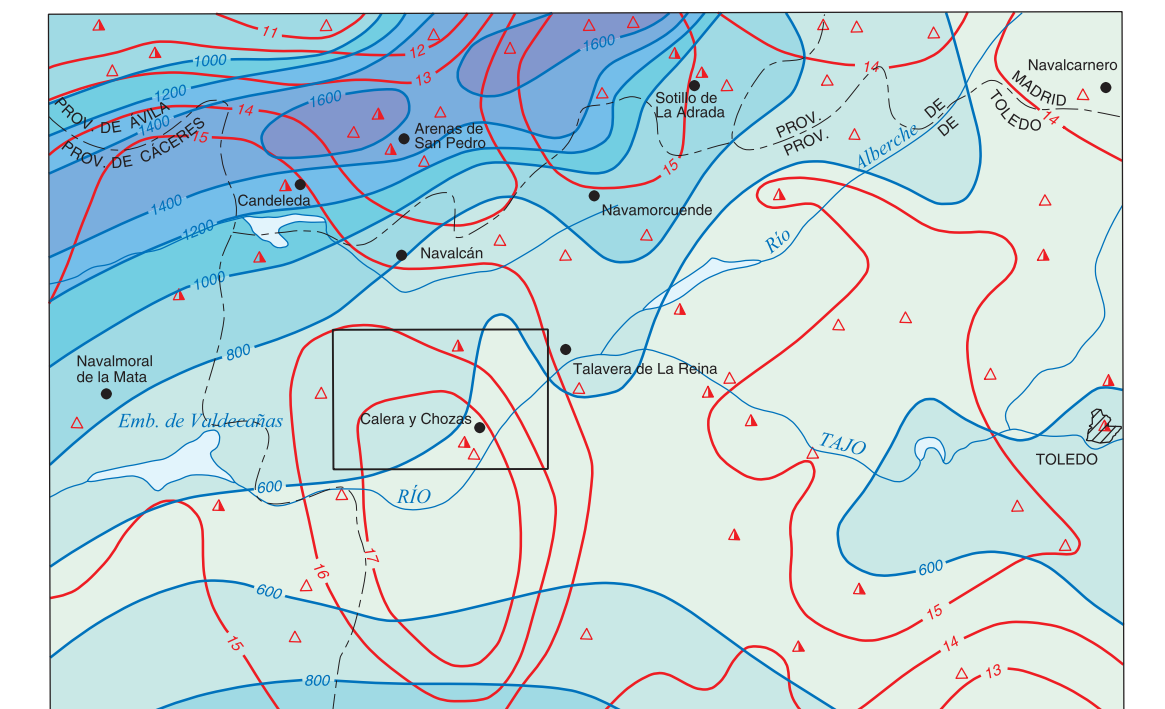 11
12
1000
1600
13
14
Navalcarnero
1200
1600
14
MADRID
PROV. DE AVILA
1400
15
PROV. DE CÁCERES
Sotillo de
La Adrada
DE
DE
TOLEDO
14
PROV.
PROV.
Arenas de
San Pedro
Alberche
15
Candeleda
1400
Navamorcuende
1200
Navalcán
Río
1000
800
Navalmoral
de la Mata
Talavera de La Reina
Emb. de Valdecañas
Calera y Chozas
TAJO
TOLEDO
600
RÍO
17
16
600
600
15
15
14
13
800